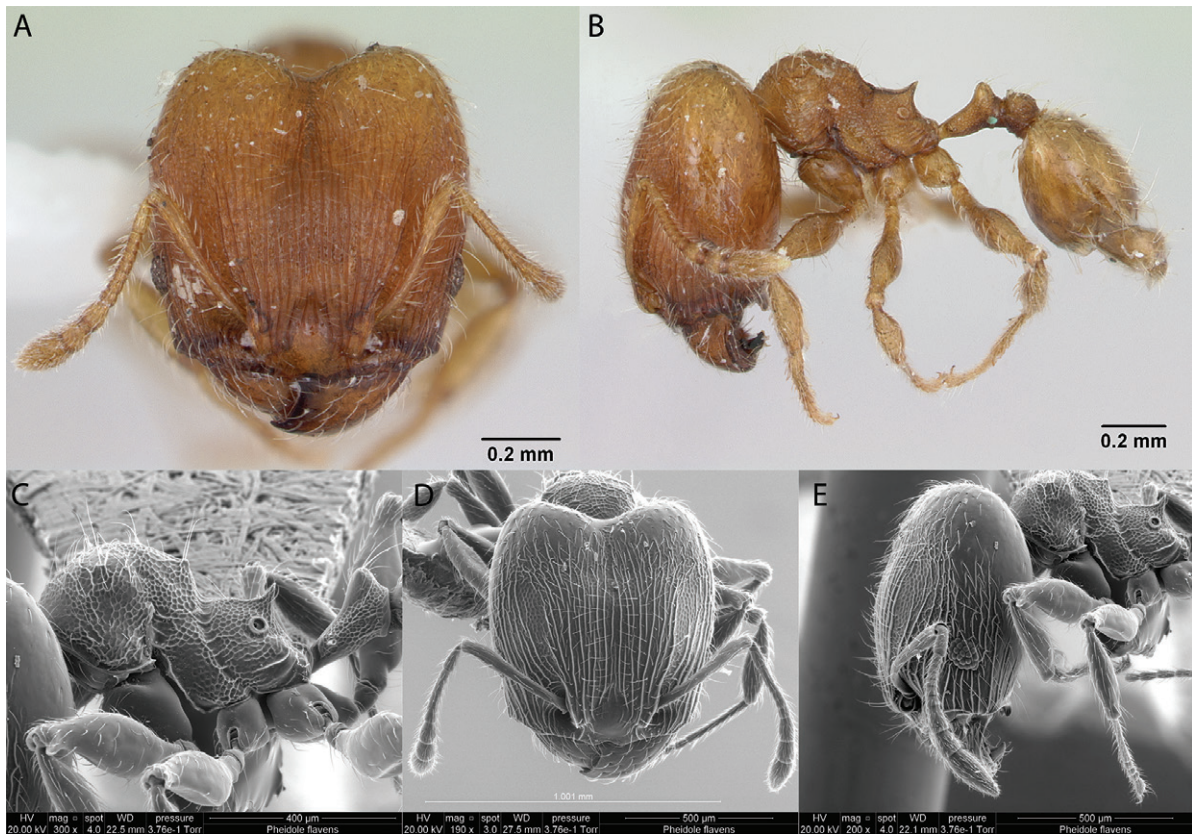 A
B
0.2 mm
0.2 mm
C
D
E
1.001 mm
HV mag ¤ spot WD pressure 400 µm
20.00 kV 300 x 4.0 22.5 mm 3.76e-1 Torr Pheidole flavens
HV mag ¤ spot WD pressure 500 µm
20.00 kV 190 x 3.0 27.5 mm 3.76e-1 Torr Pheidole flavens
HV mag ¤ spot WD pressure 500 µm
20.00 kV 200 x 4.0 22.1 mm 3.76e-1 Torr Pheidole flavens